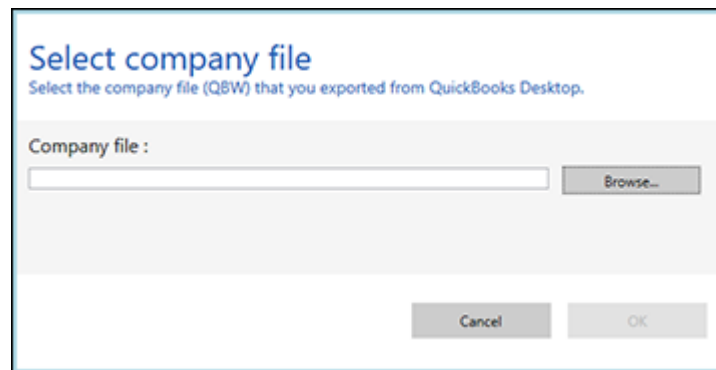 Select company file
Select the company file (QBW) that you exported from QuickBooks Desktop.
Company file :
Browse...
Cancel
OK